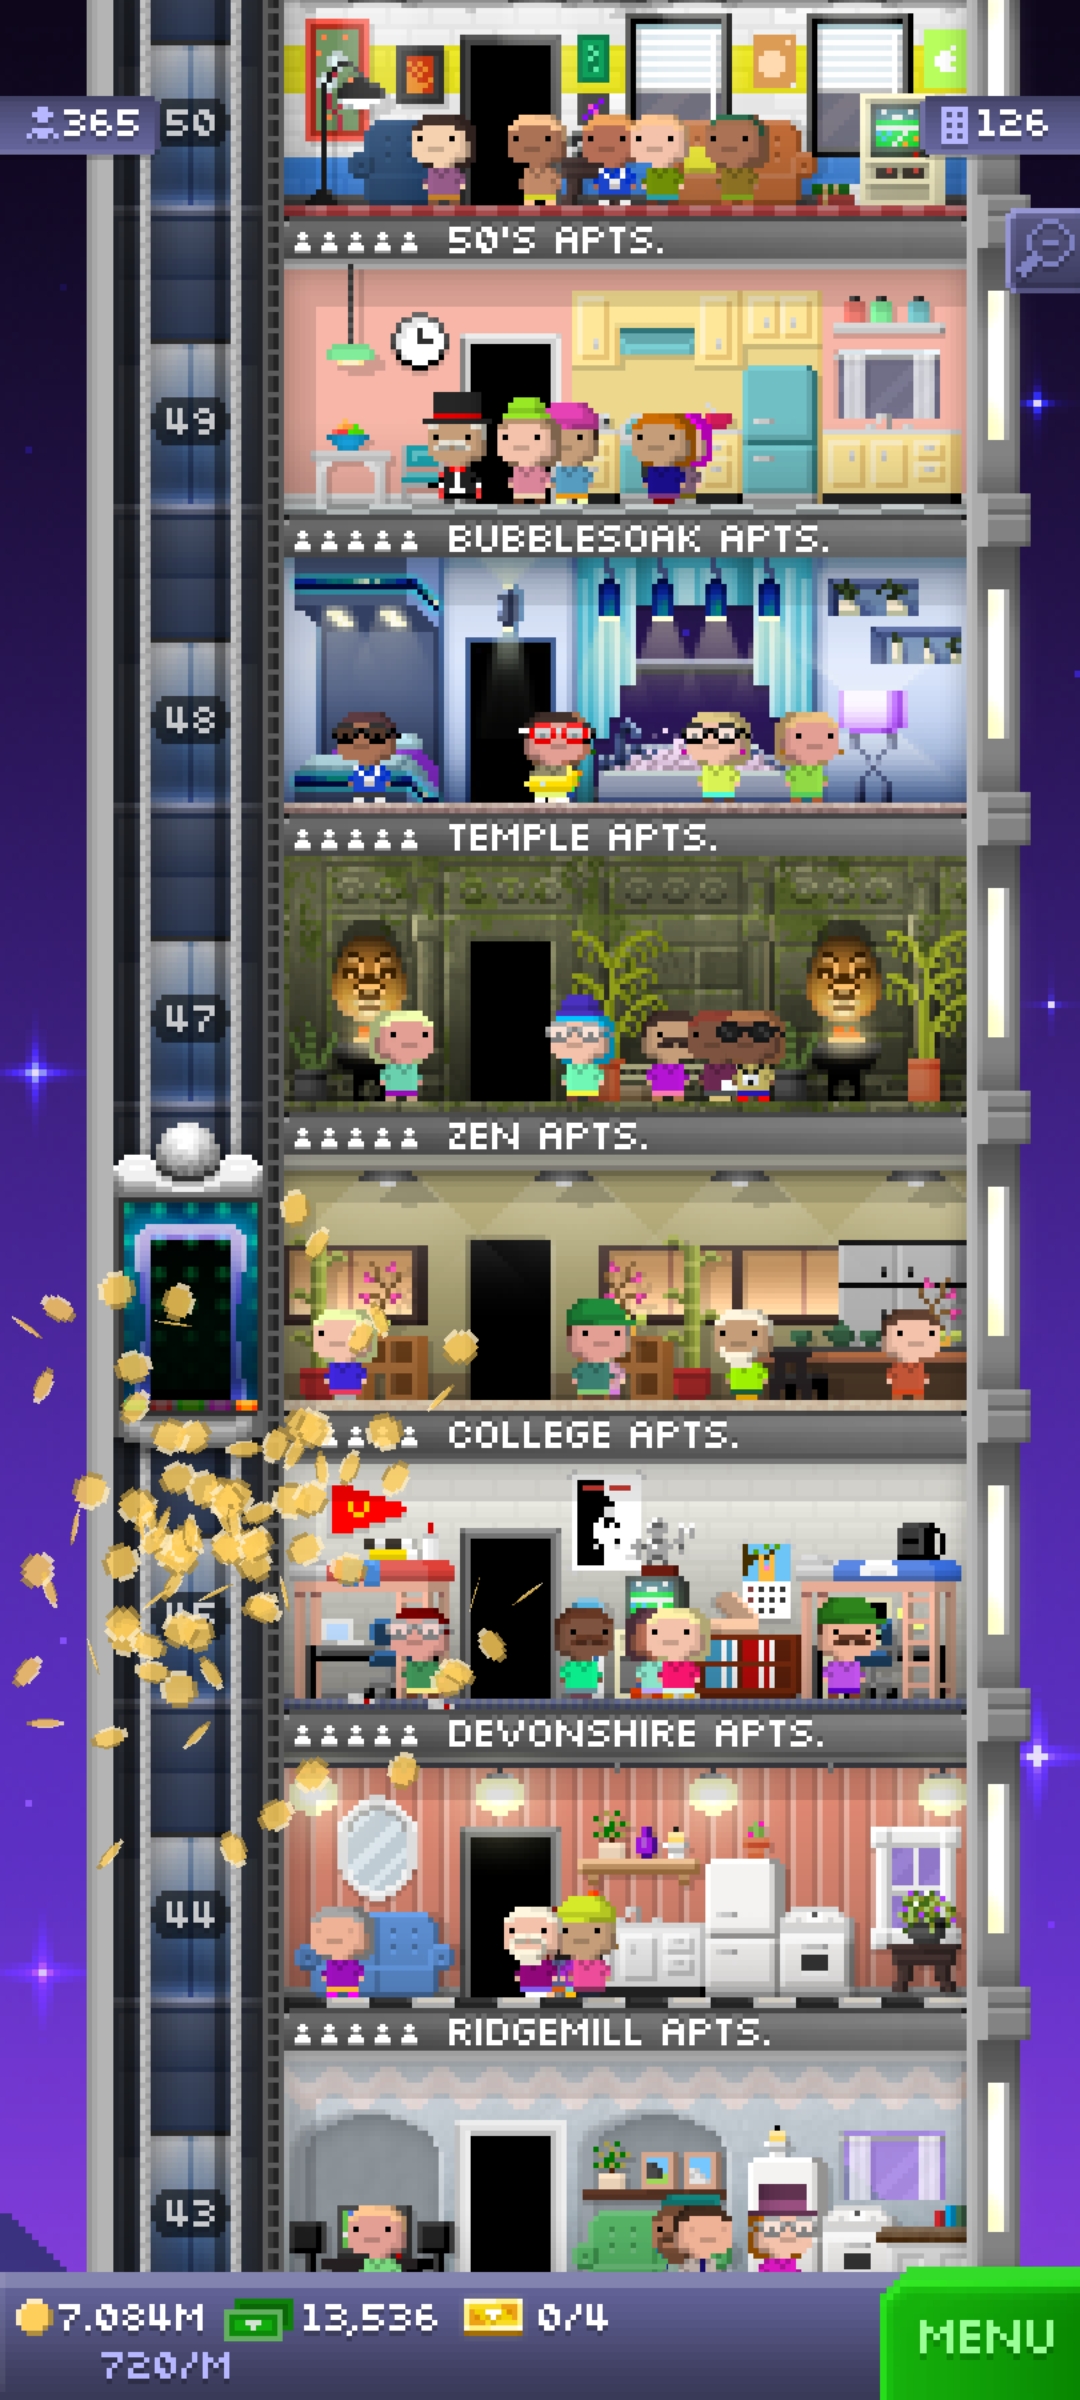 365
50
126
50'S APTS.
49
BUBBLESOAK APTS.
48
TEMPLE APTS.
47
ZEN APTS.
COLLEGE APTS.
45
DEVONSHIRE APTS.
44
RIDGEMILL APTS.
43
7.084M
13,536
0/4
720/M
MENU